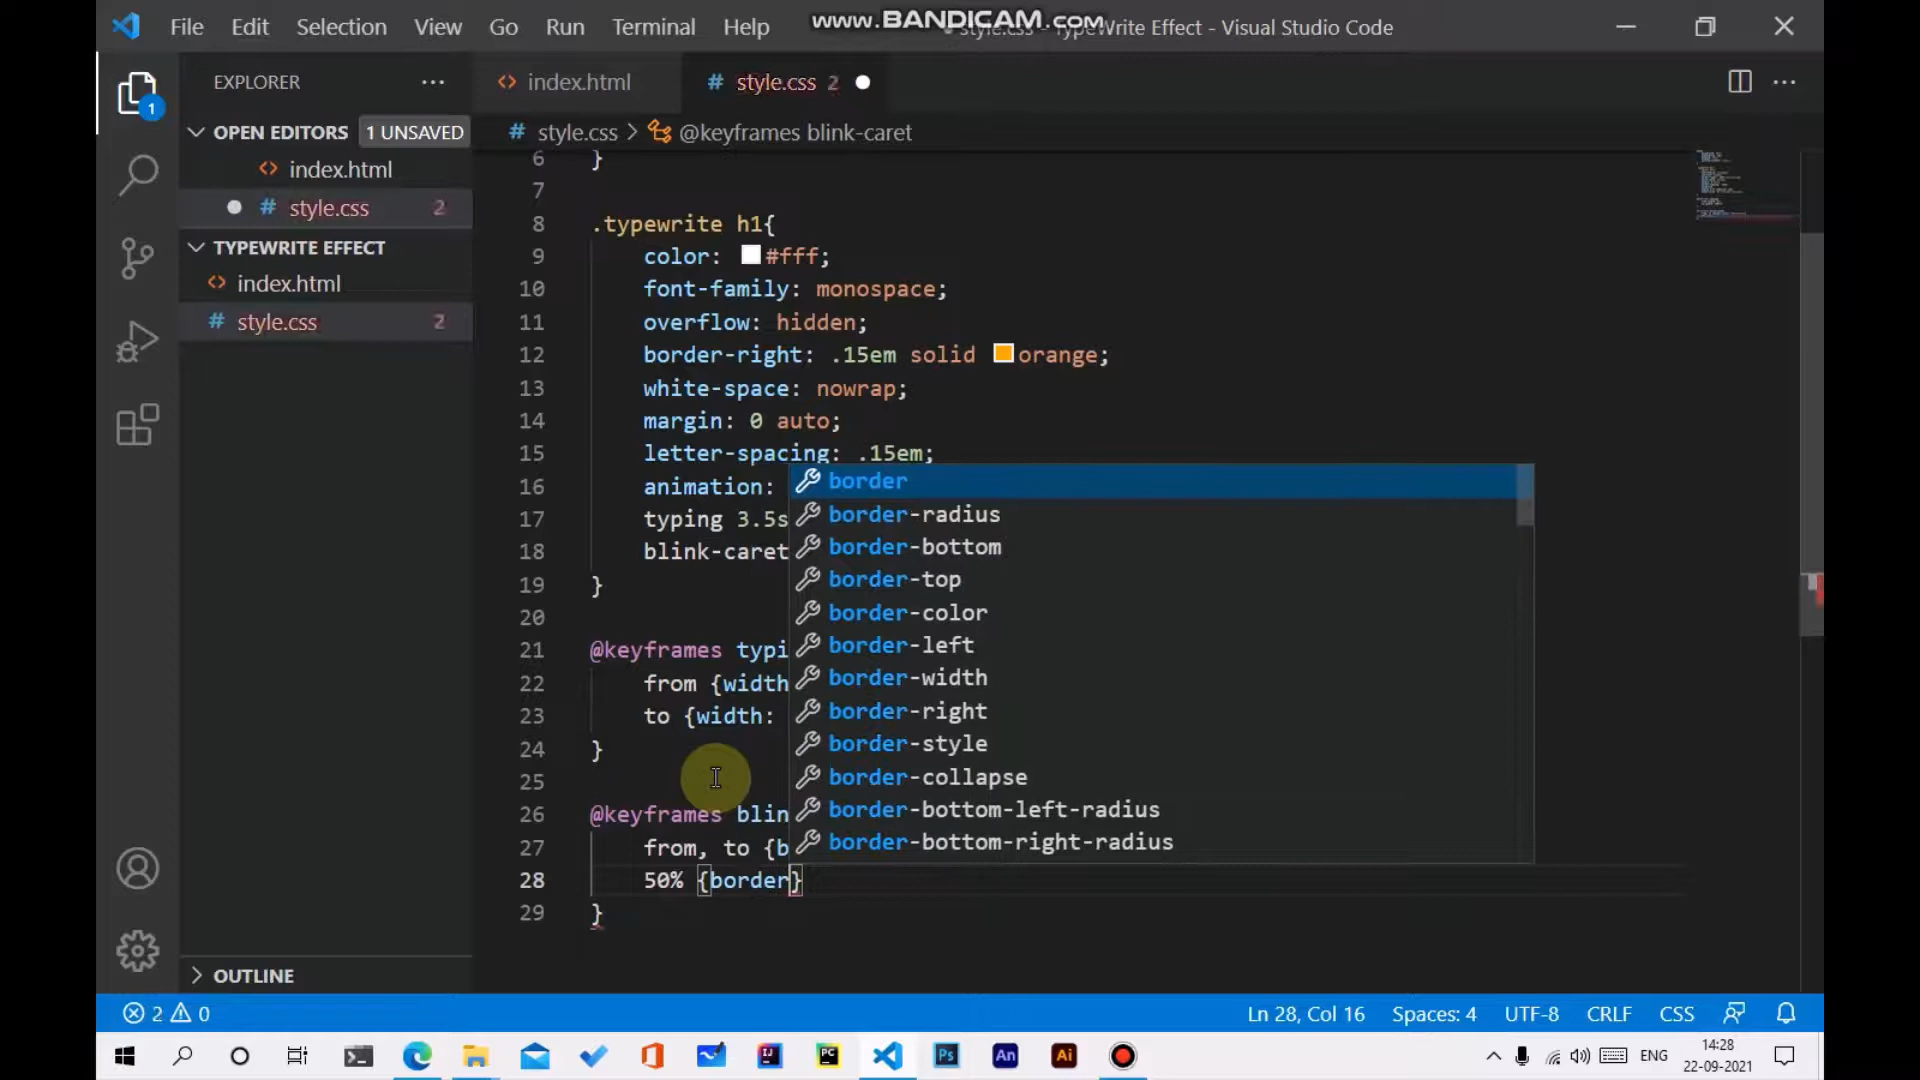 File Edit Selection View Go Run Terminal Help
www.BANDICAM.com
style.css - TypeWrite Effect - Visual Studio Code
EXPLORER
index.html
style.css 2
OPEN EDITORS 1 UNSAVED
style.css > @keyframes blink-caret
index.html
style.css 2
TYPEWRITE EFFECT
index.html
style.css 2
1
6 }
7
8 .typewrite h1{
9 color: #fff;
10 font-family: monospace;
11 overflow: hidden;
12 border-right: .15em solid orange;
13 white-space: nowrap;
14 margin: 0 auto;
15 letter-spacing: .15em;
16 animation:
17 typing 3.5s
18 blink-caret
19 }
20
21 @keyframes typi
22 from {width
23 to {width:
24 }
25
26 @keyframes blin
27 from, to {b
28 50% {border}
29 }
border
border-radius
border-bottom
border-top
border-color
border-left
border-width
border-right
border-style
border-collapse
border-bottom-left-radius
border-bottom-right-radius
OUTLINE
2 0
Ln 28, Col 16 Spaces: 4 UTF-8 CRLF CSS
PC Ps An Ai
ENG
14:28
22-09-2021